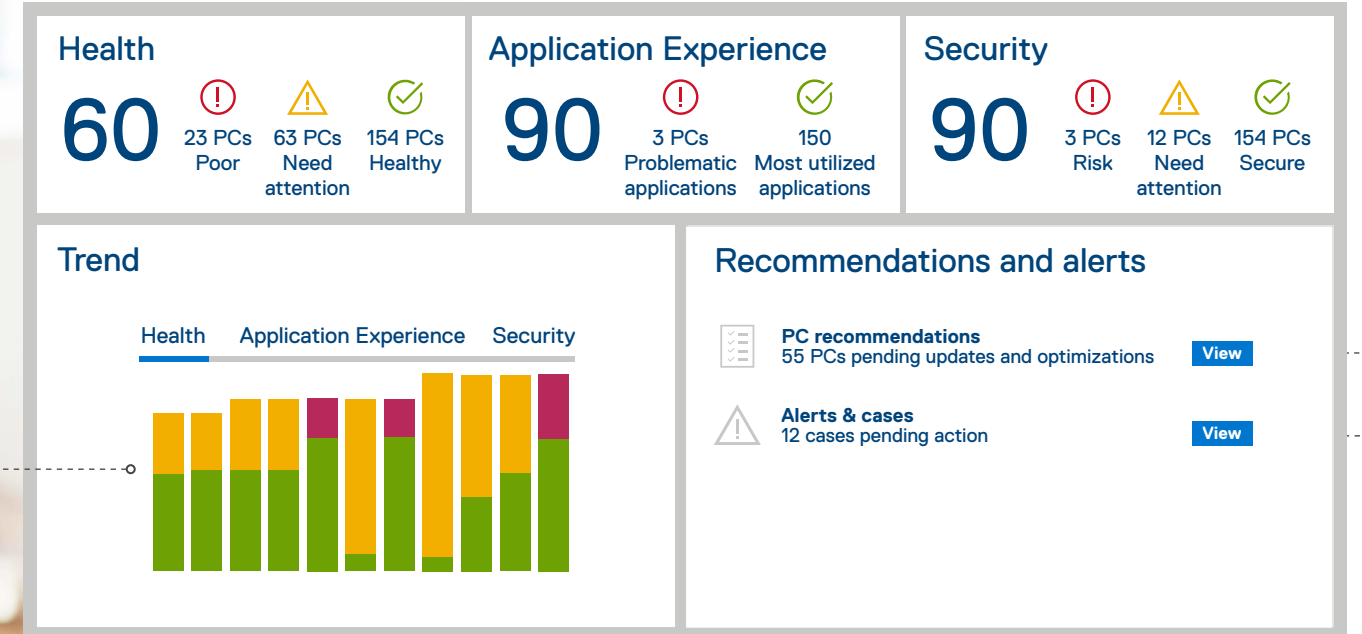 Health
60
23 PCs
Poor
63 PCs
Need
attention
154 PCs
Healthy
Application Experience
90
3 PCs
Problematic
applications
150
Most utilized
applications
Security
90
3 PCs
Risk
12 PCs
Need
attention
154 PCs
Secure
Trend
Health Application Experience Security
Recommendations and alerts
PC recommendations
55 PCs pending updates and optimizations
View
Alerts & cases
12 cases pending action
View